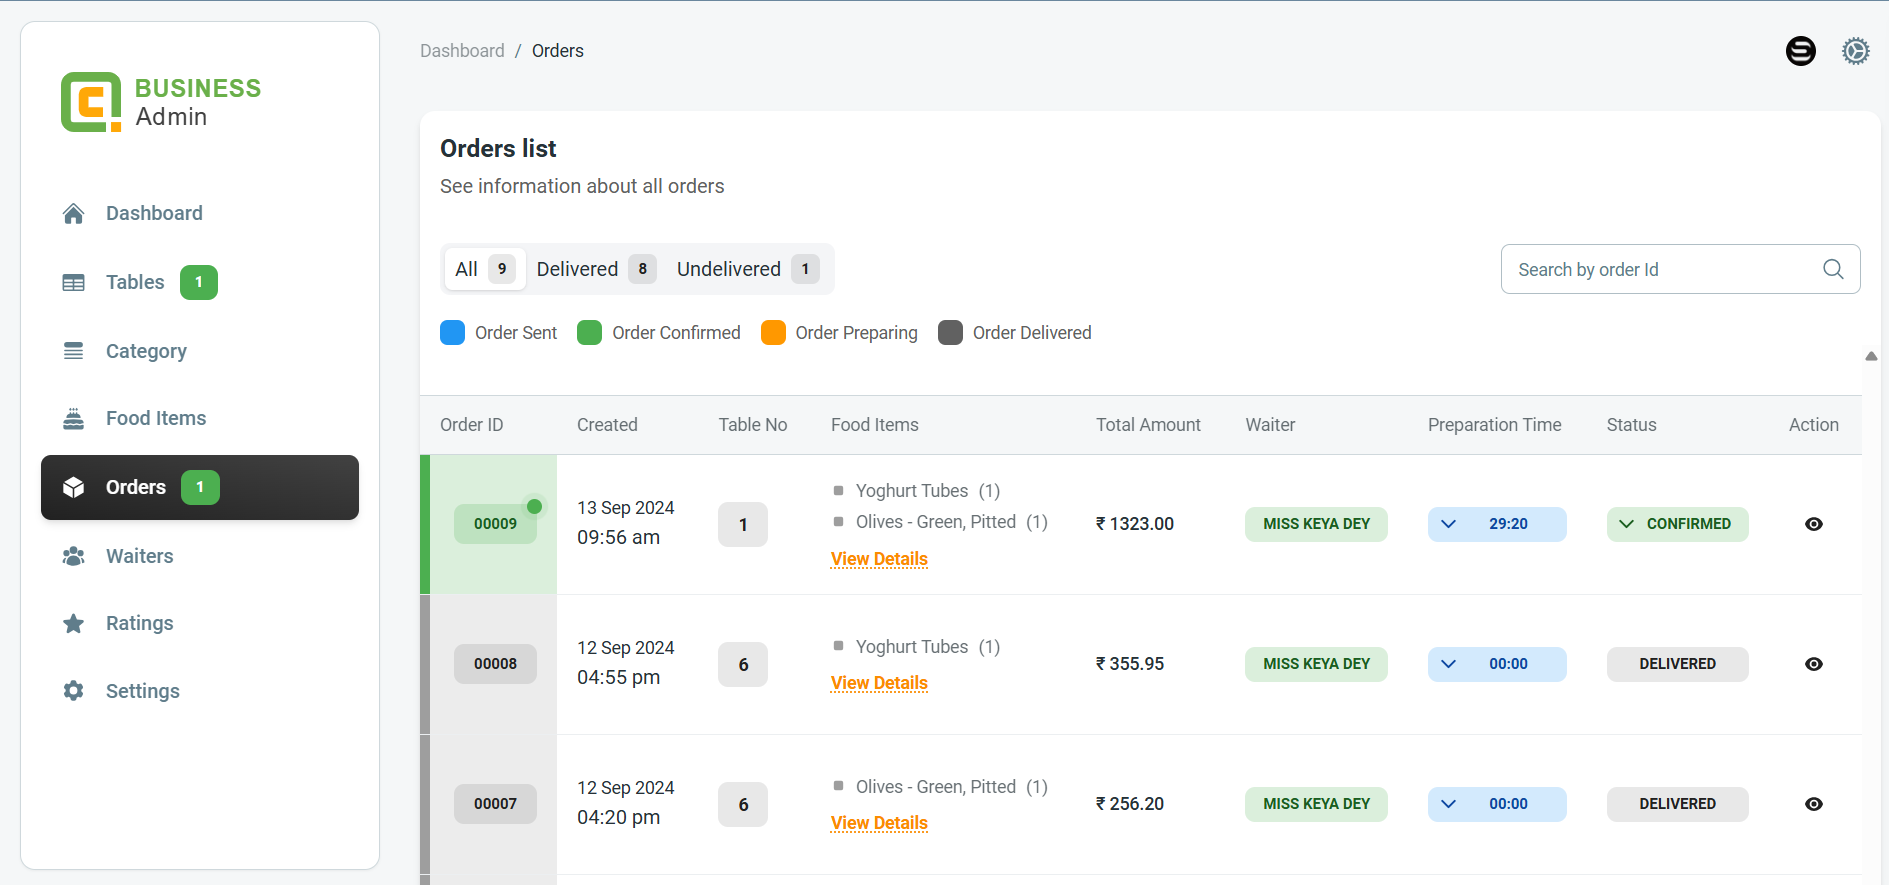 BUSINESS
Admin
Dashboard
Tables 1
Category
Food Items
Orders 1
Waiters
Ratings
Settings
Dashboard / Orders
Orders list
See information about all orders
All 9 Delivered 8 Undelivered 1
Search by order Id
Order Sent Order Confirmed Order Preparing Order Delivered
Order ID Created Table No Food Items Total Amount Waiter Preparation Time Status Action
00009
13 Sep 2024
09:56 am
1
Yoghurt Tubes (1)
Olives - Green, Pitted (1)
View Details
₹ 1323.00
MISS KEYA DEY
29:20
CONFIRMED
00008
12 Sep 2024
04:55 pm
6
Yoghurt Tubes (1)
View Details
₹ 355.95
MISS KEYA DEY
00:00
DELIVERED
00007
12 Sep 2024
04:20 pm
6
Olives - Green, Pitted (1)
View Details
₹ 256.20
MISS KEYA DEY
00:00
DELIVERED